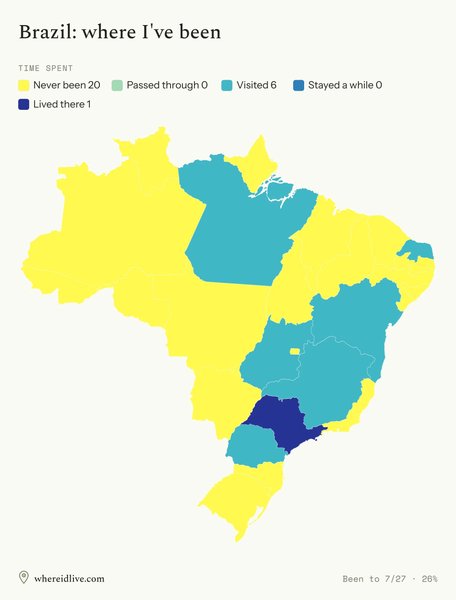 Brazil: where I've been
TIME SPENT
Never been 20 Passed through 0 Visited 6 Stayed a while 0
Lived there 1
whereidlive.com
Been to 7/27 · 26%